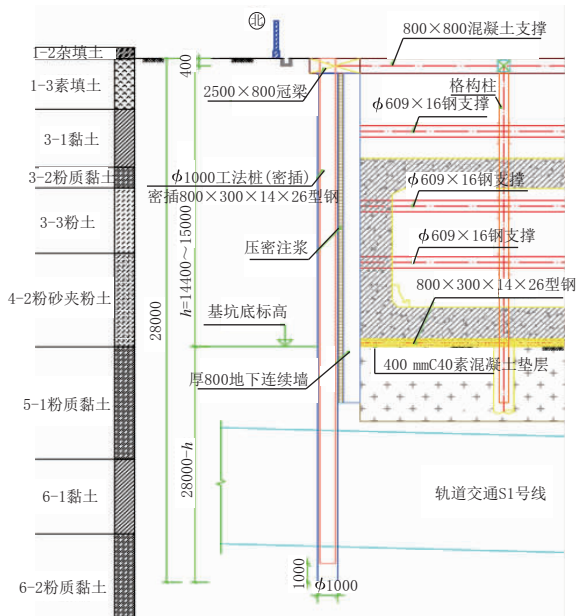 北
1-2杂填土
1-3素填土
3-1黏土
3-2粉质黏土
3-3粉土
4-2粉砂夹粉土
5-1粉质黏土
6-1黏土
6-2粉质黏土
400
28000
h=14400～15000
28000-h
1000
ϕ1000
2500×800冠梁
ϕ1000工法桩(密插)
密插800×300×14×26型钢
压密注浆
基坑底标高
厚800地下连续墙
800×800混凝土支撑
格构柱
ϕ609×16钢支撑
ϕ609×16钢支撑
ϕ609×16钢支撑
800×300×14×26型钢
400 mmC40素混凝土垫层
轨道交通S1号线